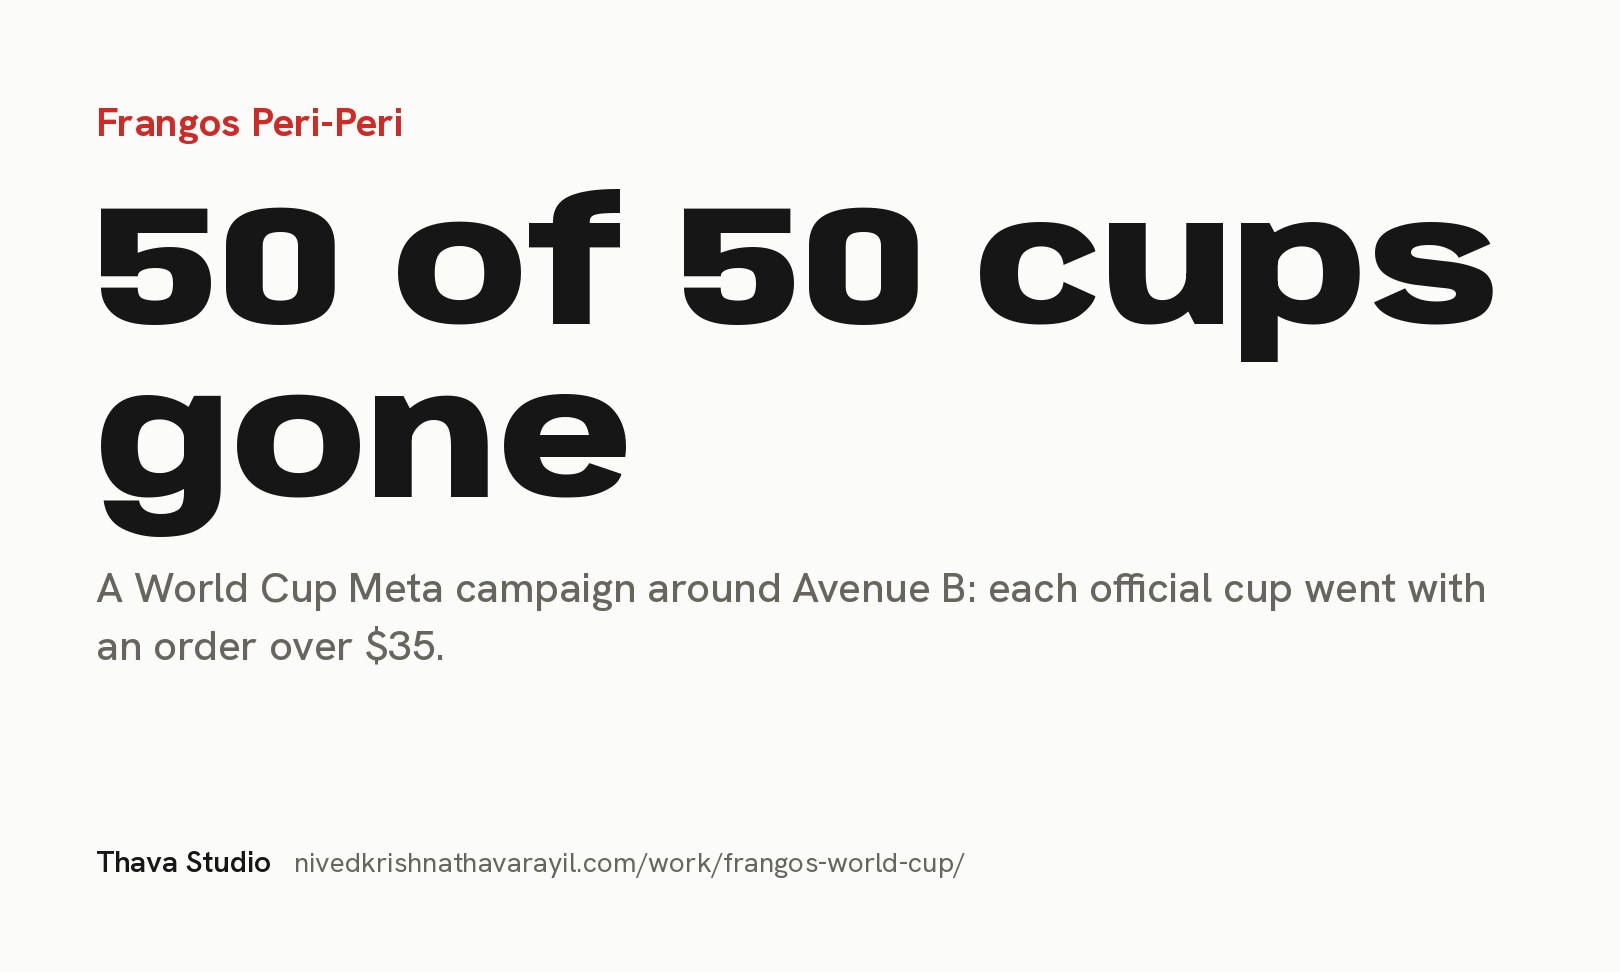 Frangos Peri-Peri
50 of 50 cups
gone
A World Cup Meta campaign around Avenue B: each official cup went with
an order over $35.
Thava Studio nivedkrishnathavarayil.com/work/frangos-world-cup/